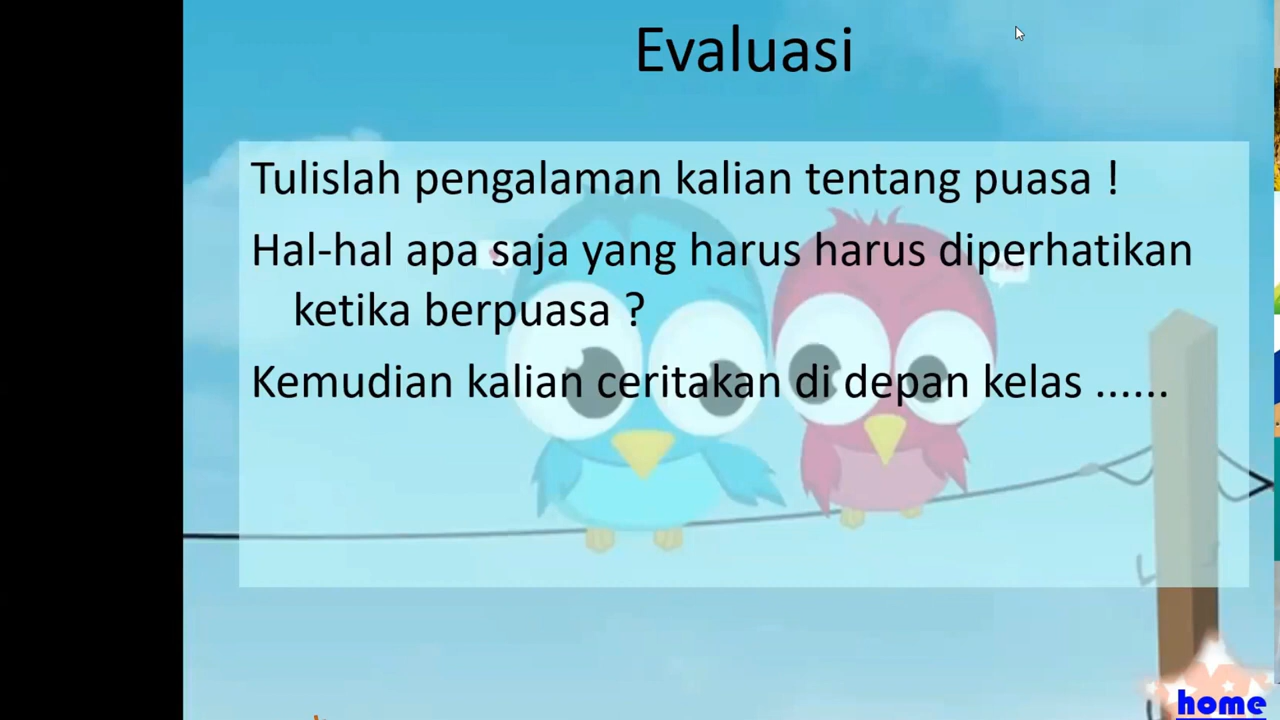 Evaluasi
Tulislah pengalaman kalian tentang puasa !
Hal-hal apa saja yang harus harus diperhatikan
ketika berpuasa ?
Kemudian kalian ceritakan di depan kelas ......
home